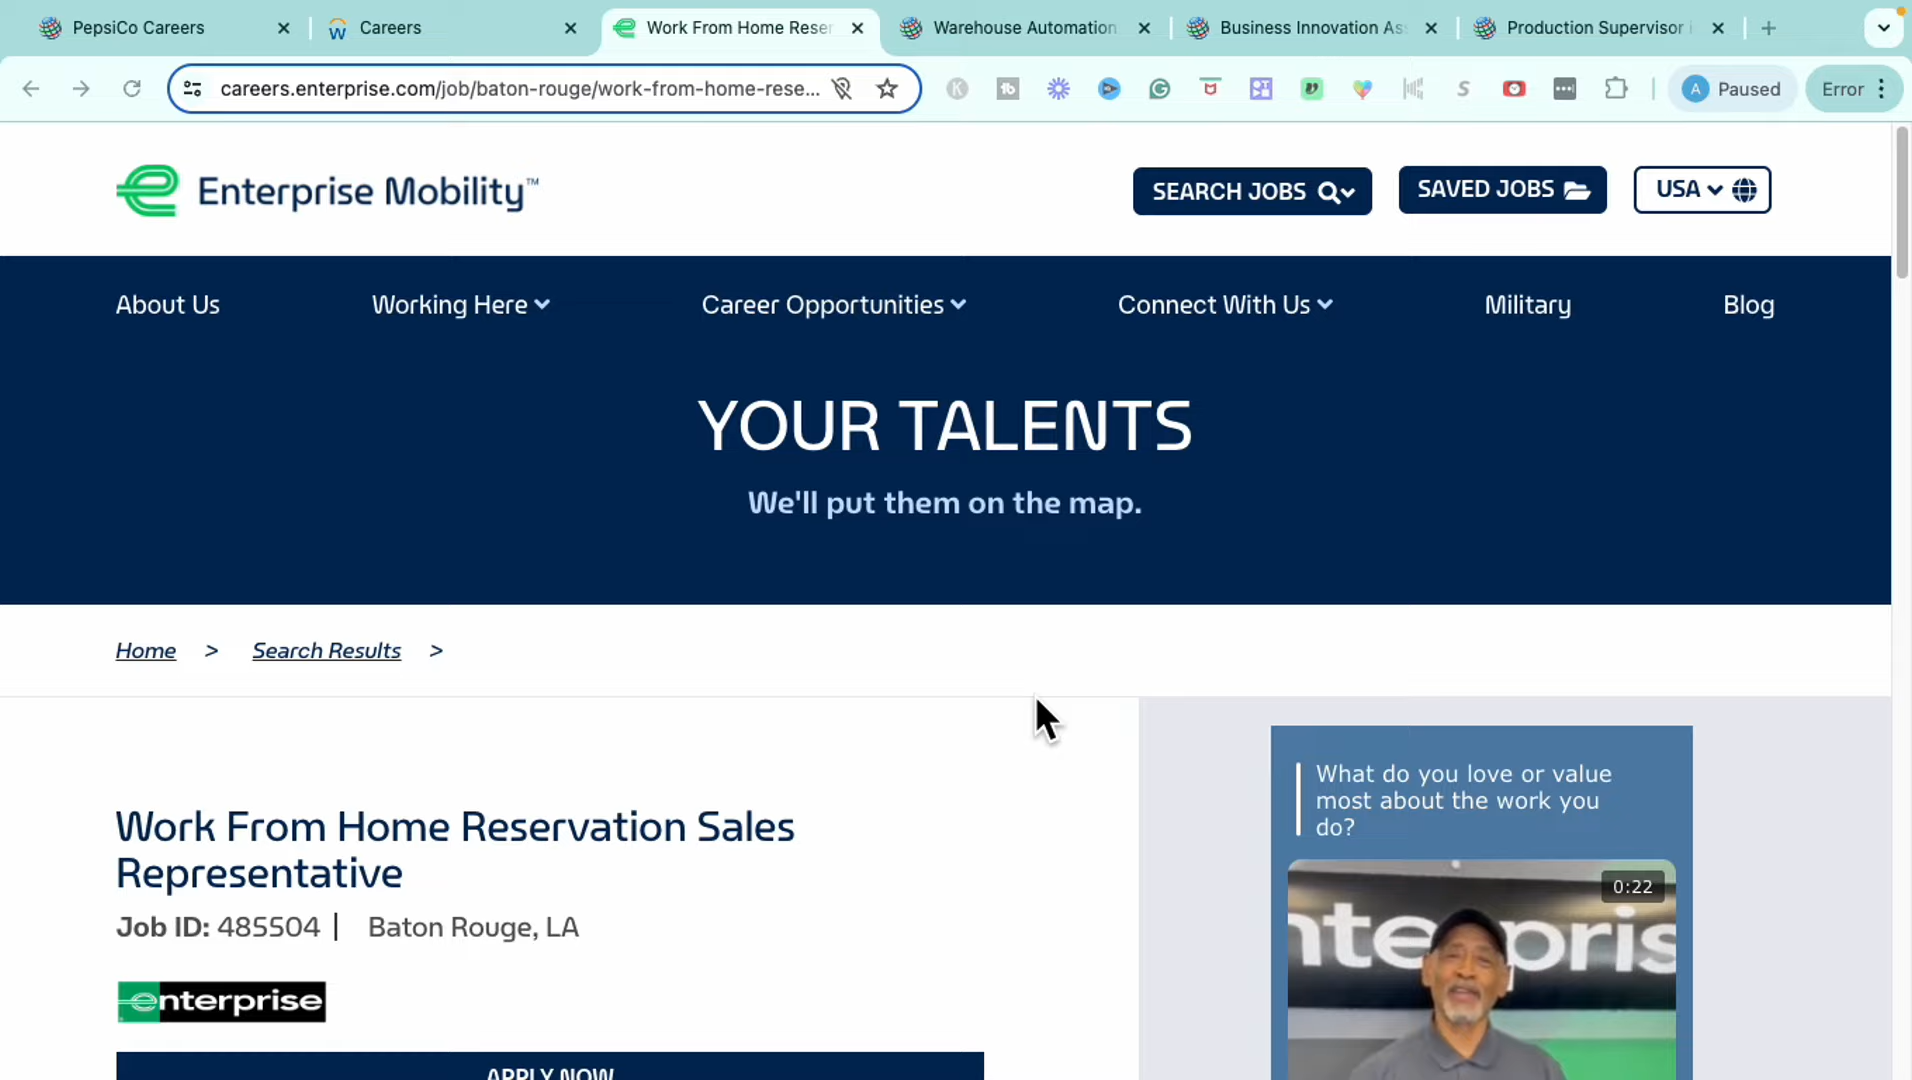 PepsiCo Careers
Careers
Work From Home Reser
Warehouse Automation
Business Innovation As
Production Supervisor
careers.enterprise.com/job/baton-rouge/work-from-home-rese...
A Paused
Error
Enterprise Mobility™
SEARCH JOBS
SAVED JOBS
USA
About Us
Working Here
Career Opportunities
Connect With Us
Military
Blog
YOUR TALENTS
We'll put them on the map.
Home > Search Results >
Work From Home Reservation Sales
Representative
Job ID: 485504 | Baton Rouge, LA
enterprise
APPLY NOW
What do you love or value
most about the work you
do?
0:22
nterpris